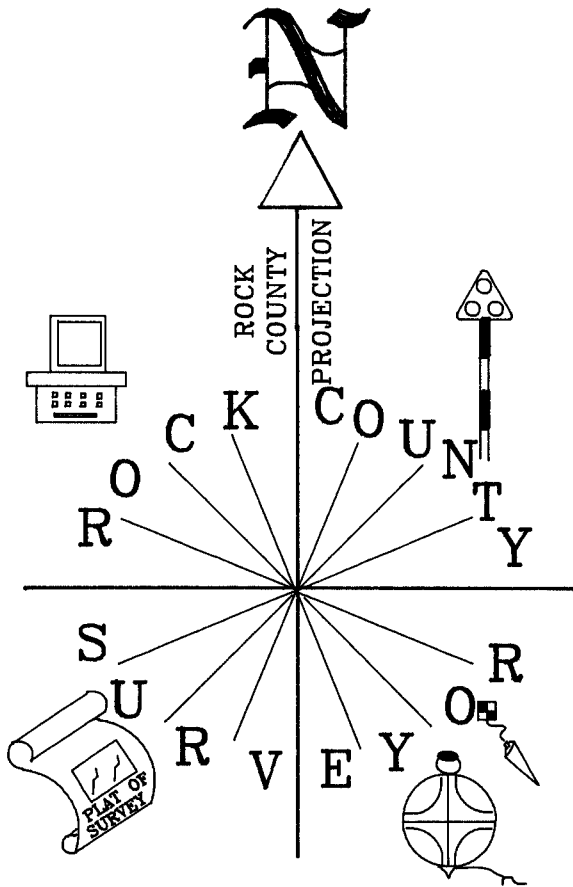 N
ROCK
COUNTY
PROJECTION
ROCK COUNTY
SURVEYOR
PLAT OF
SURVEY